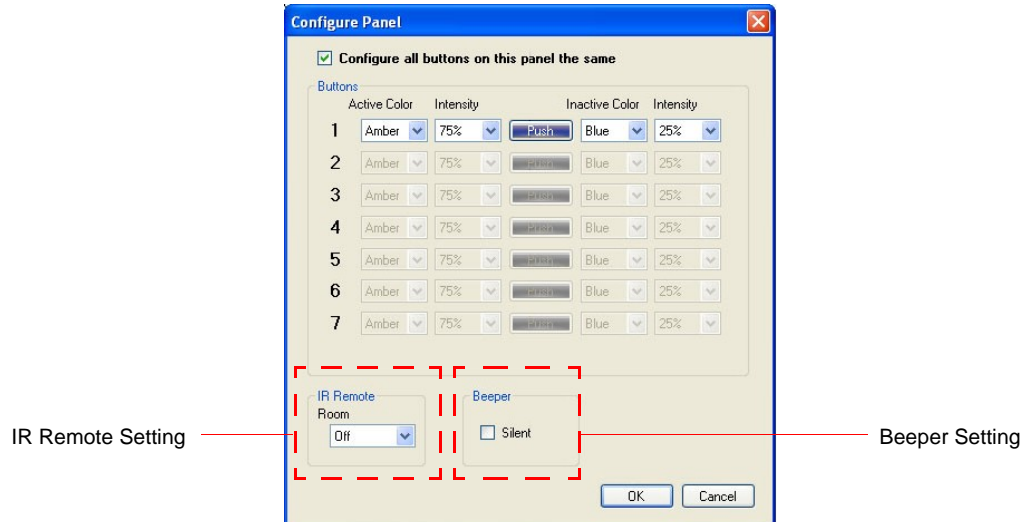 Configure Panel
Configure all buttons on this panel the same
Buttons
Active Color Intensity Inactive Color Intensity
1 Amber 75% Push Blue 25%
2 Amber 75% Push Blue 25%
3 Amber 75% Push Blue 25%
4 Amber 75% Push Blue 25%
5 Amber 75% Push Blue 25%
6 Amber 75% Push Blue 25%
7 Amber 75% Push Blue 25%
IR Remote Beeper
Room
Off Silent
IR Remote Setting Beeper Setting
OK Cancel